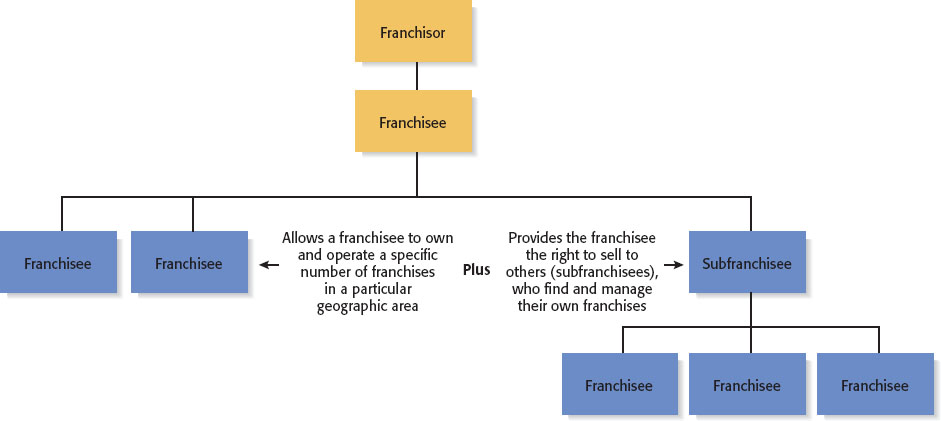 Franchisor
Franchisee
Franchisee
Franchisee
Allows a franchisee to own
and operate a specific
number of franchises
in a particular
geographic area
Plus
Provides the franchisee
the right to sell to
others (subfranchisees),
who find and manage
their own franchises
Subfranchisee
Franchisee
Franchisee
Franchisee